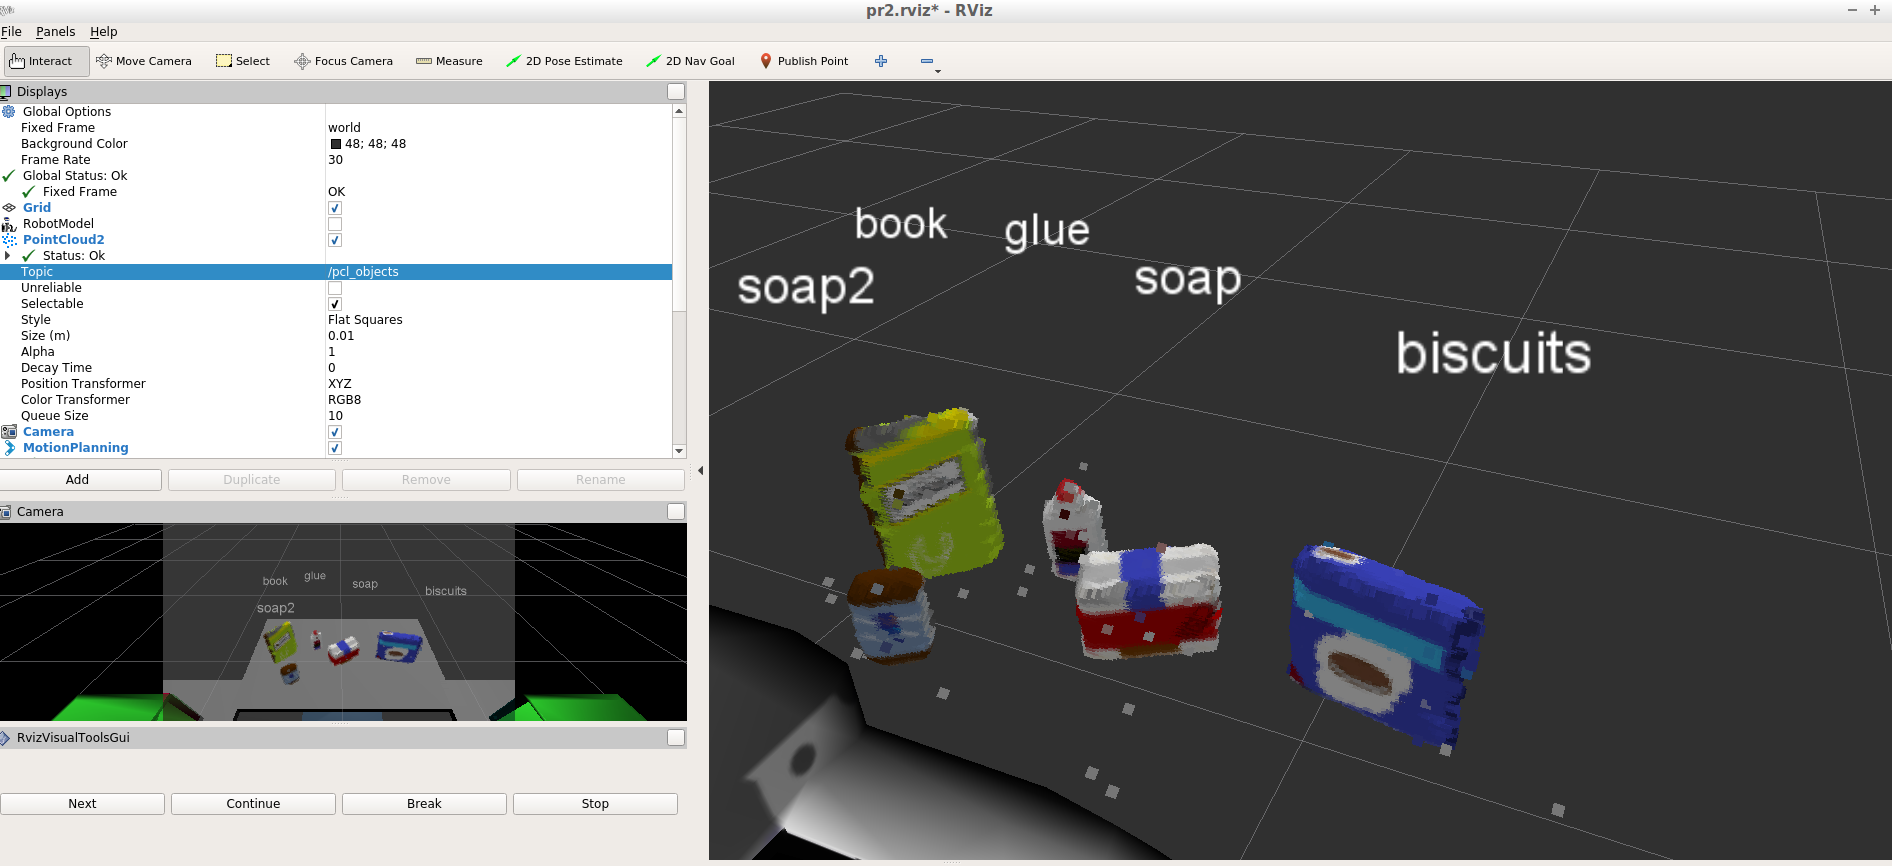 pr2.rviz* - RViz
File Panels Help
Interact Move Camera Select Focus Camera Measure 2D Pose Estimate 2D Nav Goal Publish Point
Displays
Global Options
Fixed Frame world
Background Color 48; 48; 48
Frame Rate 30
Global Status: Ok
Fixed Frame OK
Grid
RobotModel
PointCloud2
Status: Ok
Topic /pcl_objects
Unreliable
Selectable
Style Flat Squares
Size (m) 0.01
Alpha 1
Decay Time 0
Position Transformer XYZ
Color Transformer RGB8
Queue Size 10
Camera
MotionPlanning
Add Duplicate Remove Rename
Camera
book glue soap biscuits
soap2
RvizVisualToolsGui
Next Continue Break Stop
book glue
soap2 soap
biscuits